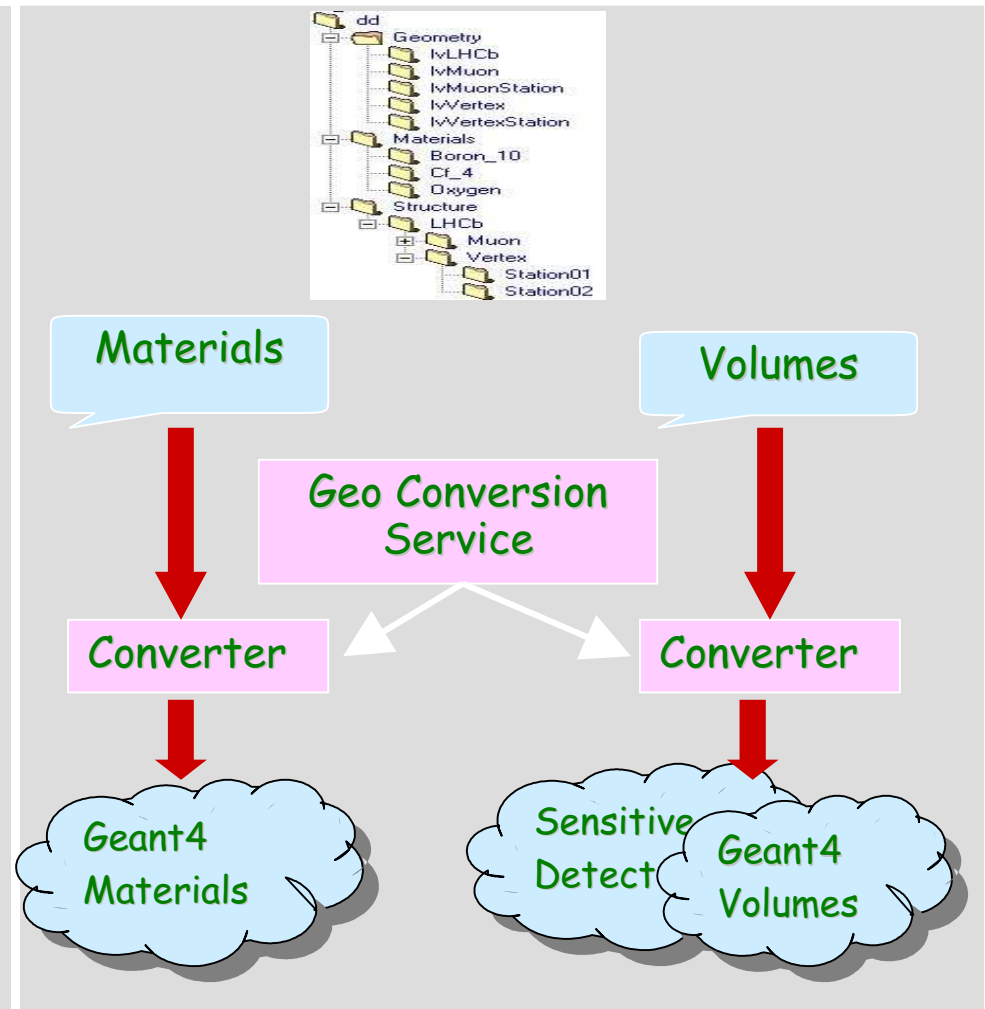 dd
Geometry
lvLHCb
lvMuon
lvMuonStation
lvVertex
lvVertexStation
Materials
Boron_10
Cf_4
Oxygen
Structure
LHCb
Muon
Vertex
Station01
Station02
Materials
Volumes
Geo Conversion
Service
Converter
Converter
Geant4
Materials
Sensitive
Detect
Geant4
Volumes